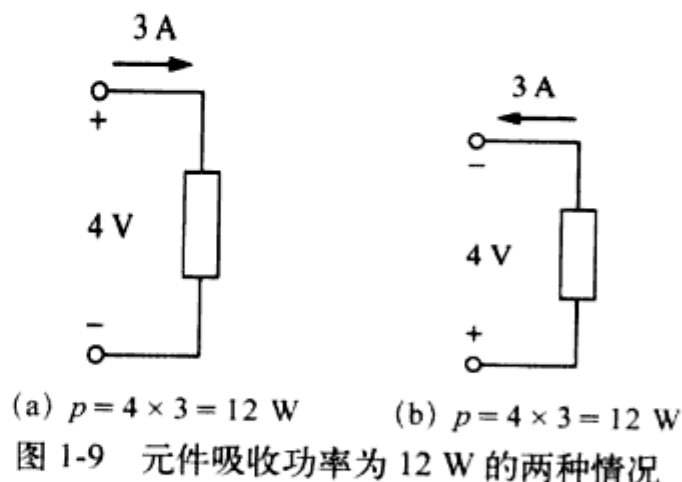 3 A
+
4 V
−
3 A
−
4 V
+
(a) p = 4 × 3 = 12 W
(b) p = 4 × 3 = 12 W
图 1-9 元件吸收功率为 12 W 的两种情况